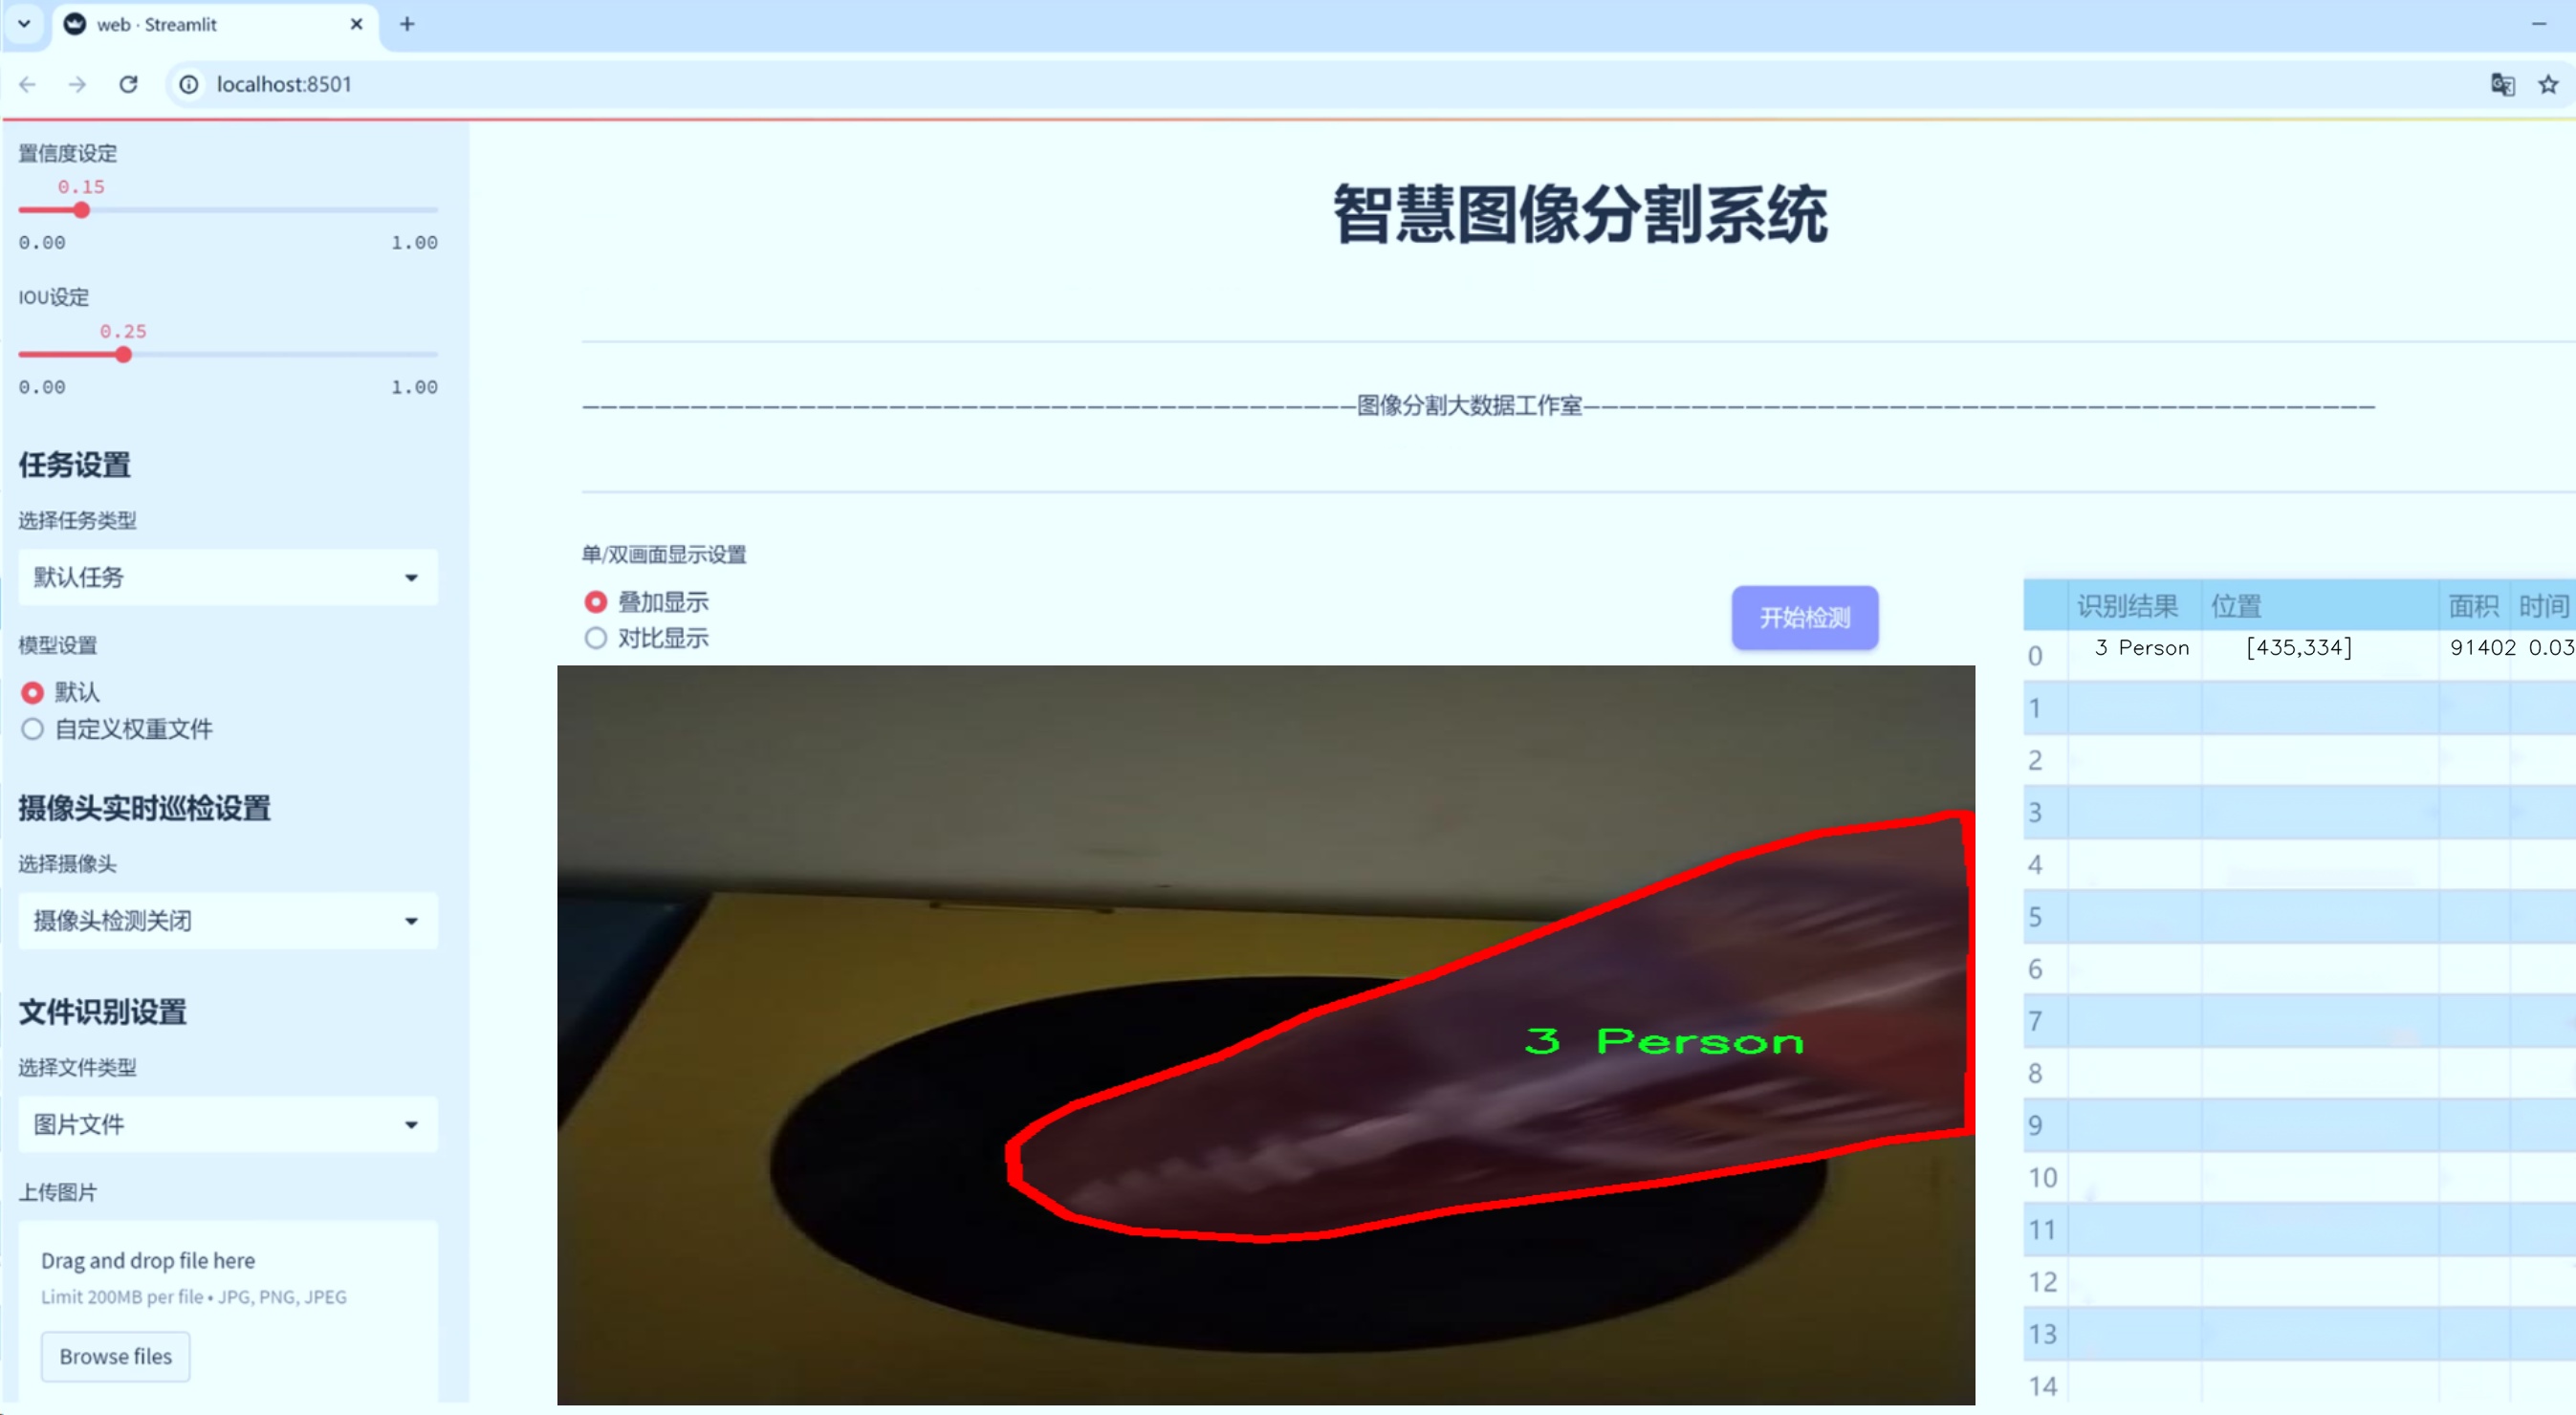 web · Streamlit
localhost:8501
置信度设定
0.15
0.00 1.00
IOU设定
0.25
0.00 1.00
任务设置
选择任务类型
默认任务
模型设置
默认
自定义权重文件
摄像头实时巡检设置
选择摄像头
摄像头检测关闭
文件识别设置
选择文件类型
图片文件
上传图片
Drag and drop file here
Limit 200MB per file • JPG, PNG, JPEG
Browse files
智慧图像分割系统
———————————————————————————————————————————图像分割大数据工作室————————————————————————————————————————————
单/双画面显示设置
叠加显示
对比显示
开始检测
3 Person
识别结果 位置 面积 时间
0 3 Person [435,334] 91402 0.03
1
2
3
4
5
6
7
8
9
10
11
12
13
14